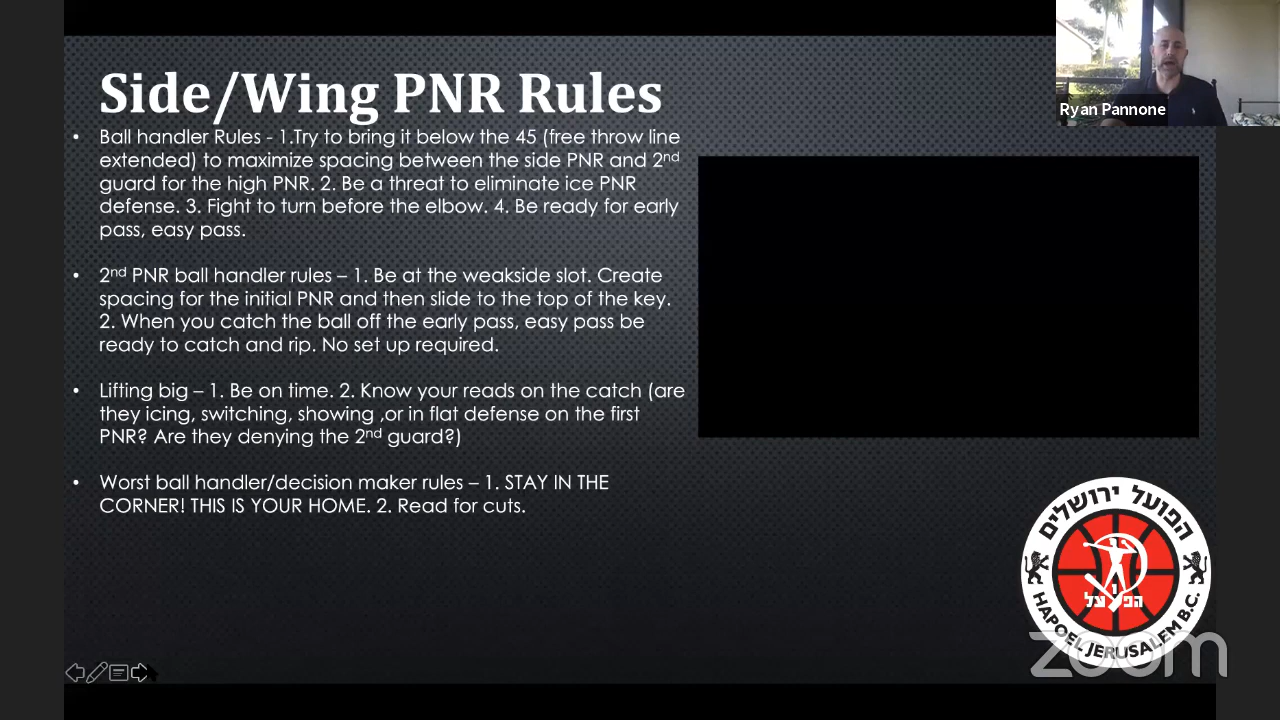 Side/Wing PNR Rules
• Ball handler Rules - 1.Try to bring it below the 45 (free throw line
extended) to maximize spacing between the side PNR and 2nd
guard for the high PNR. 2. Be a threat to eliminate ice PNR
defense. 3. Fight to turn before the elbow. 4. Be ready for early
pass, easy pass.
• 2nd PNR ball handler rules – 1. Be at the weakside slot. Create
spacing for the initial PNR and then slide to the top of the key.
2. When you catch the ball off the early pass, easy pass be
ready to catch and rip. No set up required.
• Lifting big – 1. Be on time. 2. Know your reads on the catch (are
they icing, switching, showing ,or in flat defense on the first
PNR? Are they denying the 2nd guard?)
• Worst ball handler/decision maker rules – 1. STAY IN THE
CORNER! THIS IS YOUR HOME. 2. Read for cuts.
Ryan Pannone
הפועל ירושלים
הפועל
HAPOEL JERUSALEM B.C.
zoom